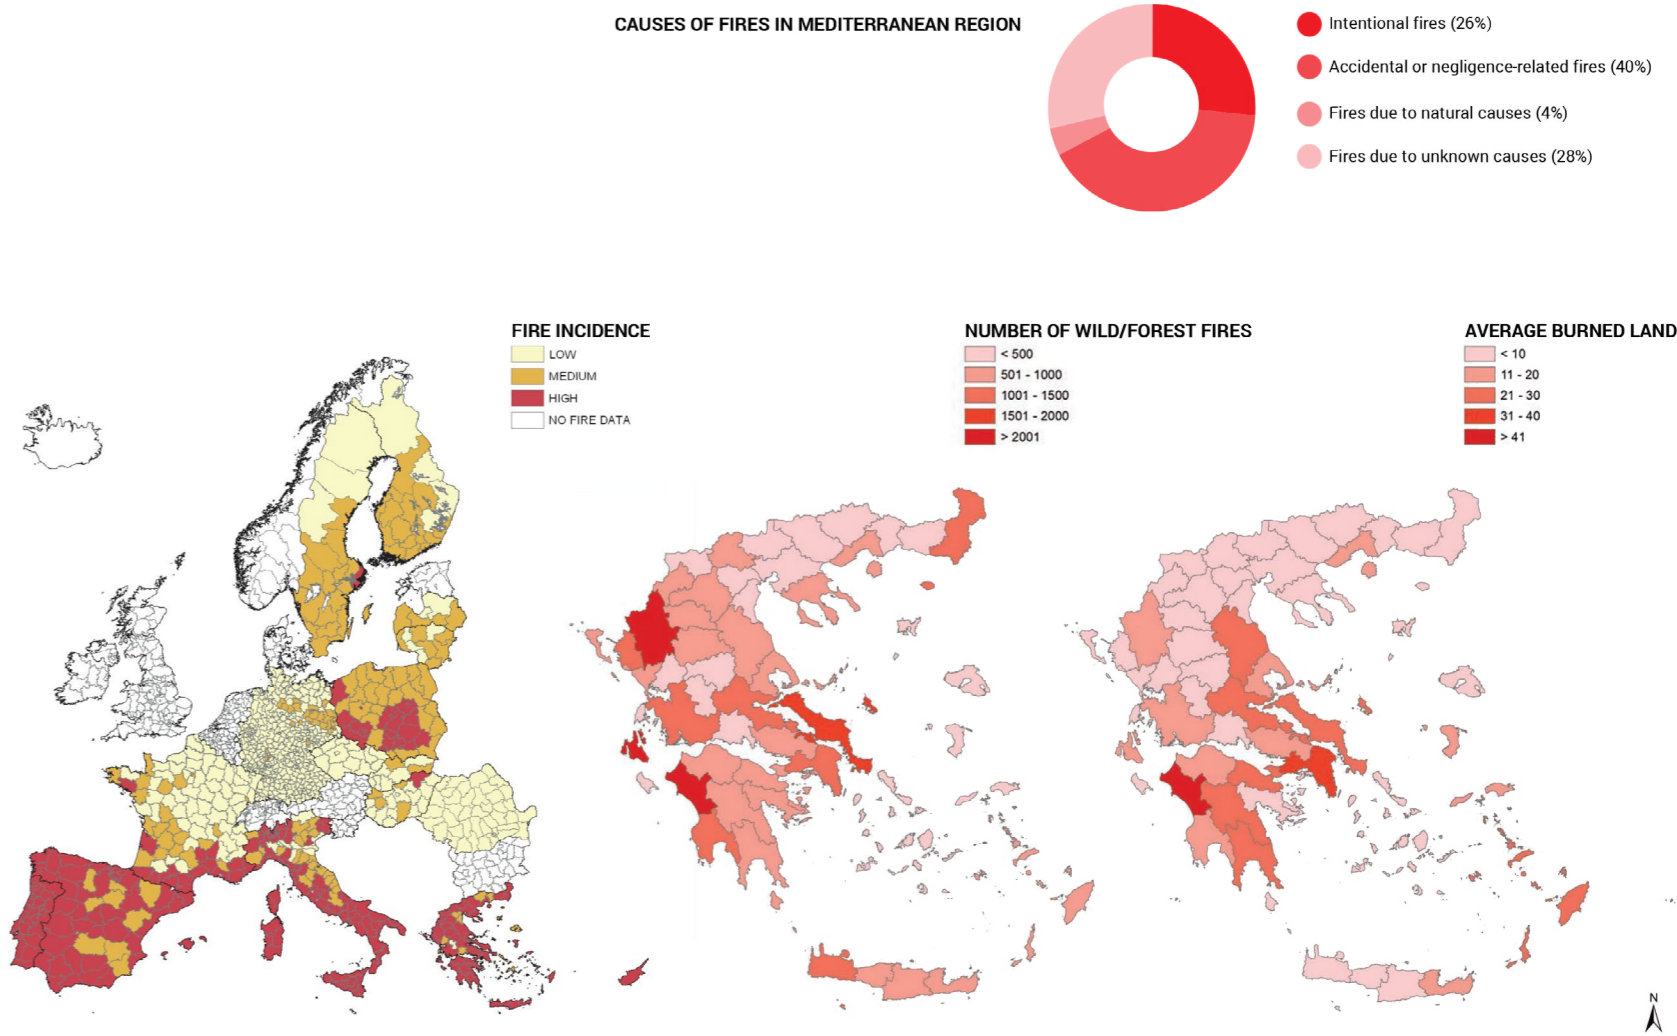 CAUSES OF FIRES IN MEDITERRANEAN REGION
Intentional fires (26%)
Accidental or negligence-related fires (40%)
Fires due to natural causes (4%)
Fires due to unknown causes (28%)
FIRE INCIDENCE
LOW
MEDIUM
HIGH
NO FIRE DATA
NUMBER OF WILD/FOREST FIRES
< 500
501 - 1000
1001 - 1500
1501 - 2000
> 2001
AVERAGE BURNED LAND
< 10
11 - 20
21 - 30
31 - 40
> 41
N